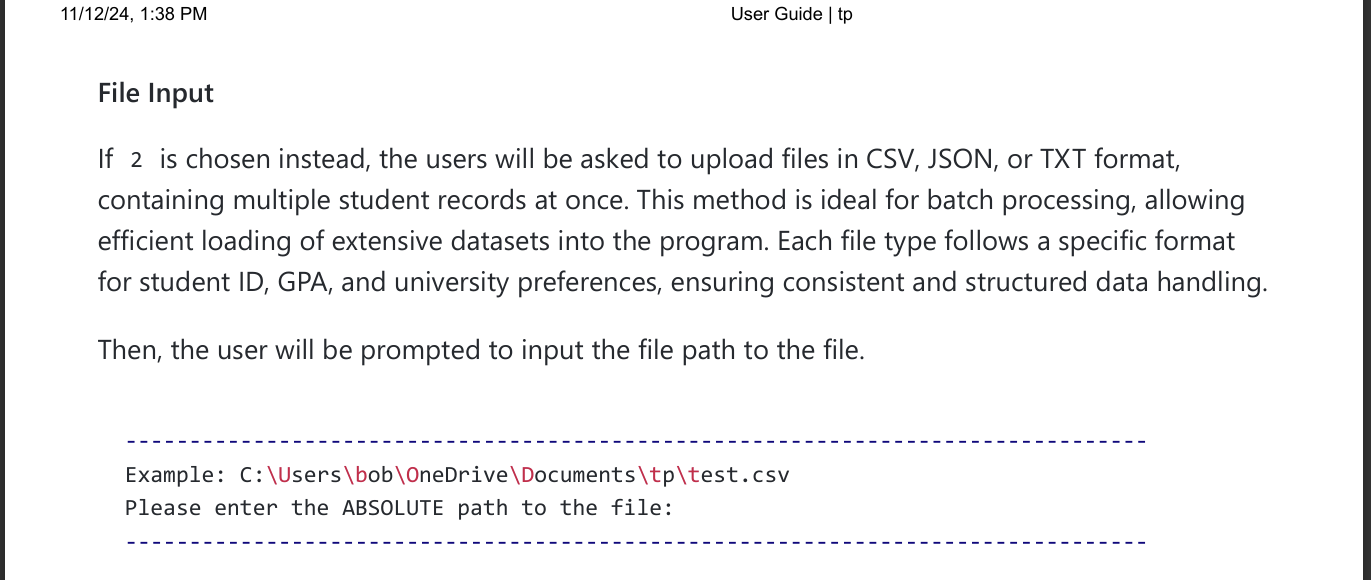 11/12/24, 1:38 PM User Guide | tp
File Input
If 2 is chosen instead, the users will be asked to upload files in CSV, JSON, or TXT format,
containing multiple student records at once. This method is ideal for batch processing, allowing
efficient loading of extensive datasets into the program. Each file type follows a specific format
for student ID, GPA, and university preferences, ensuring consistent and structured data handling.
Then, the user will be prompted to input the file path to the file.
--------------------------------------------------------------------------------
Example: C:\Users\bob\OneDrive\Documents\tp\test.csv
Please enter the ABSOLUTE path to the file:
--------------------------------------------------------------------------------